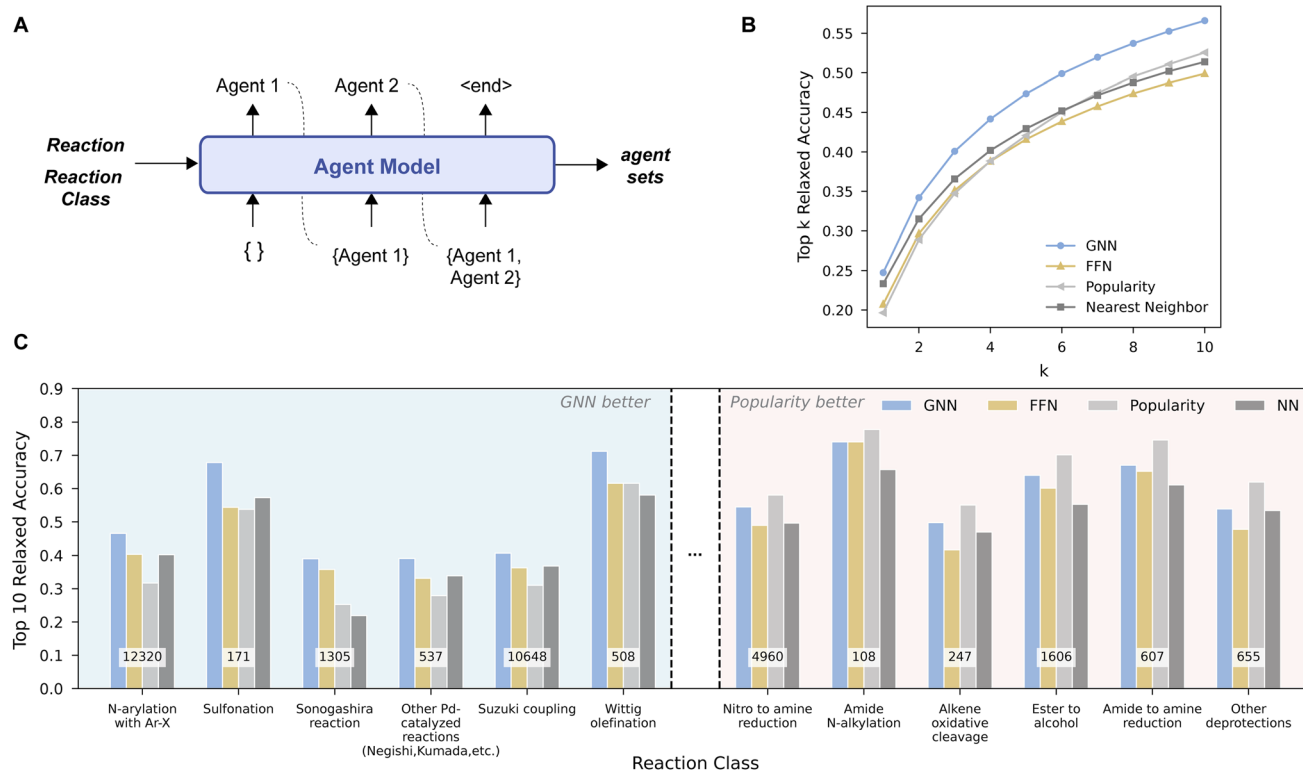 A
Agent 1
Agent 2
<end>
Reaction
Reaction
Class
Agent Model
agent
sets
{ }
{Agent 1}
{Agent 1,
Agent 2}
B
Top k Relaxed Accuracy
0.55
0.50
0.45
0.40
0.35
0.30
0.25
0.20
GNN
FFN
Popularity
Nearest Neighbor
2
4
6
8
10
k
C
Top 10 Relaxed Accuracy
0.9
0.8
0.7
0.6
0.5
0.4
0.3
0.2
0.1
0.0
GNN better
...
Popularity better
GNN
FFN
Popularity
NN
12320
171
1305
537
10648
508
4960
108
247
1606
607
655
N-arylation
with Ar-X
Sulfonation
Sonogashira
reaction
Other Pd-
catalyzed
reactions
(Negishi,Kumada,etc.)
Suzuki coupling
Wittig
olefination
Nitro to amine
reduction
Amide
N-alkylation
Alkene
oxidative
cleavage
Ester to
alcohol
Amide to amine
reduction
Other
deprotections
Reaction Class